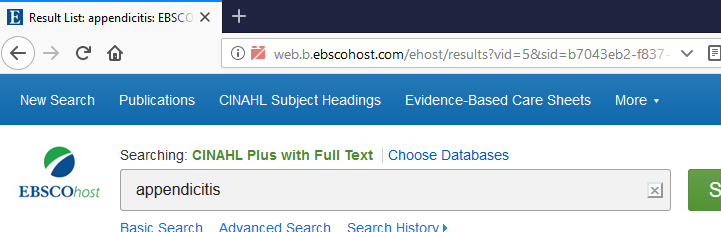 Result List: appendicitis: EBSCO
web.b.ebscohost.com/ehost/results?vid=5&sid=b7043eb2-f837-
New Search Publications CINAHL Subject Headings Evidence-Based Care Sheets More
Searching: CINAHL Plus with Full Text Choose Databases
EBSCOhost
appendicitis
S
Basic Search Advanced Search Search History